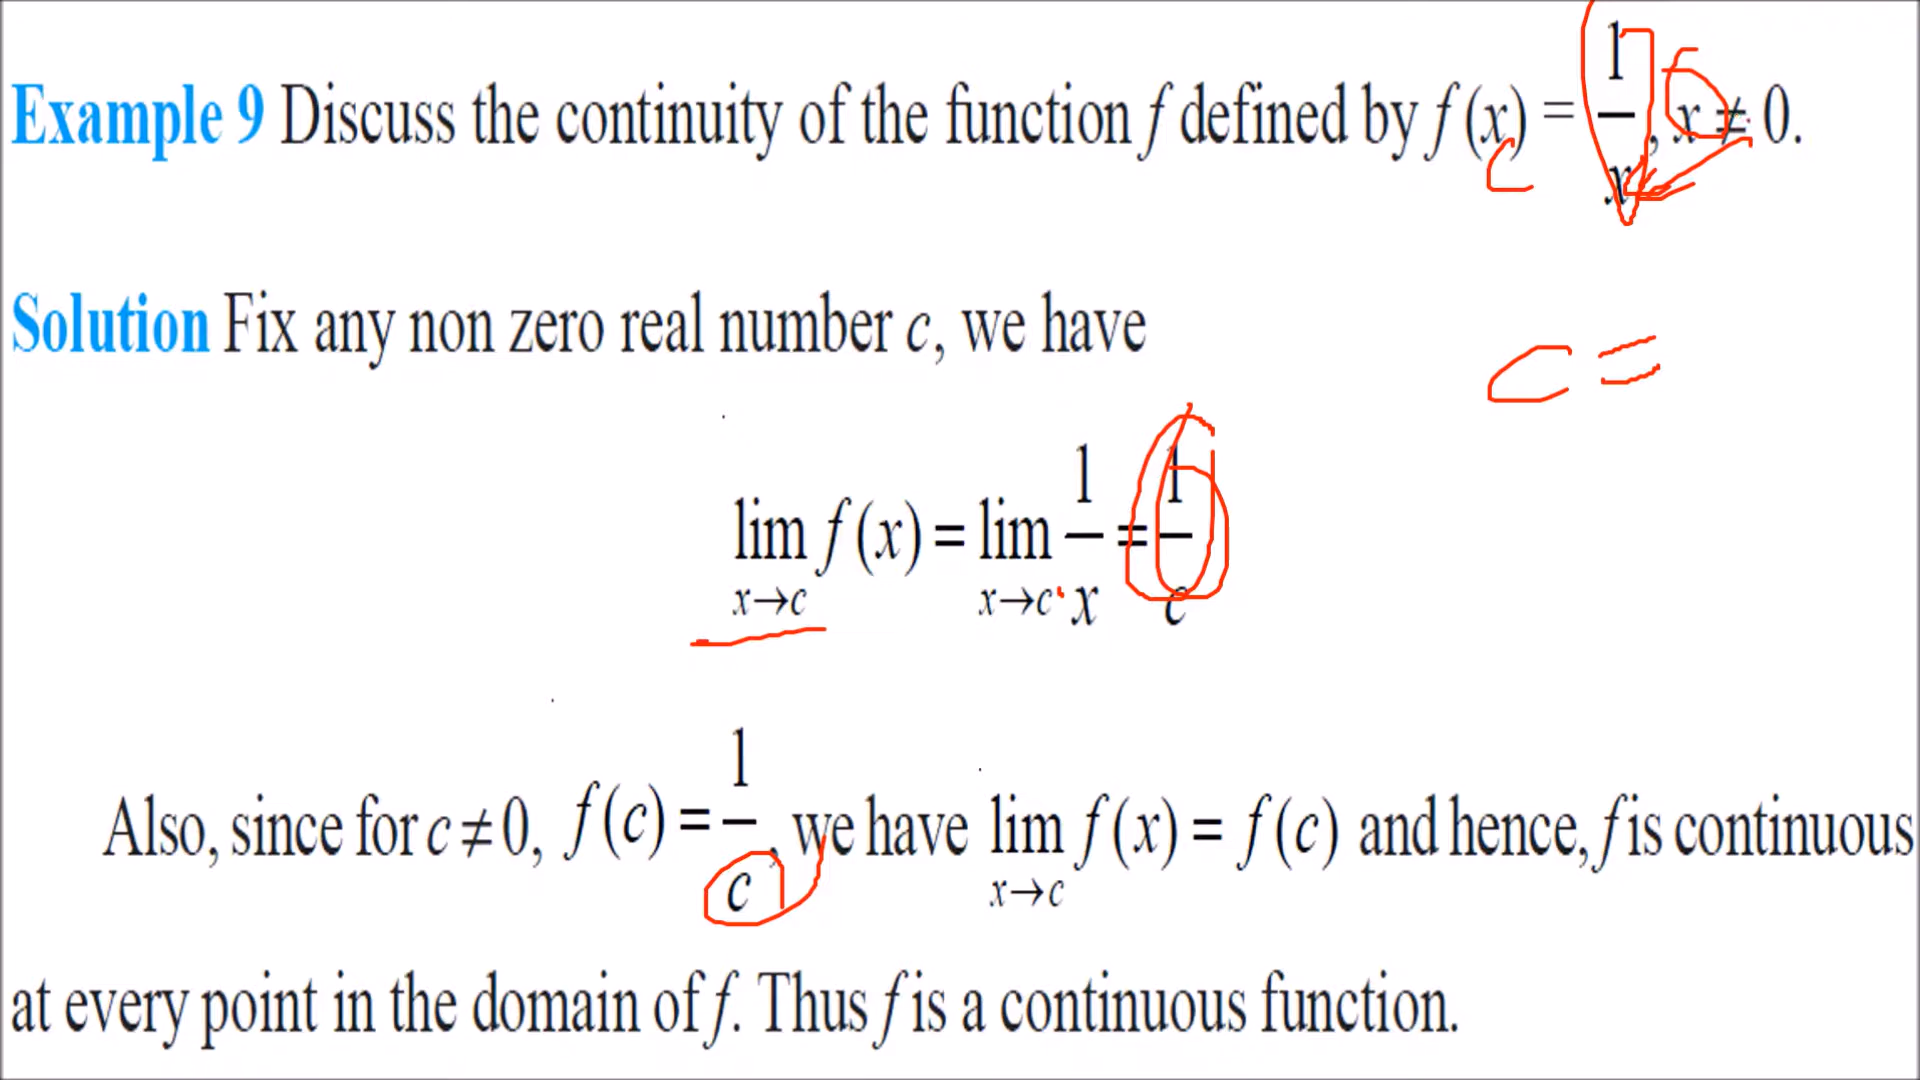 Example 9 Discuss the continuity of the function f defined by f (x) = 1/x, x ≠ 0.
c
Solution Fix any non zero real number c, we have
c =
lim x→c f (x) = lim x→c 1/x = 1/c
Also, since for c ≠ 0, f (c) = 1/c, we have lim x→c f (x) = f (c) and hence, f is continuous
at every point in the domain of f. Thus f is a continuous function.